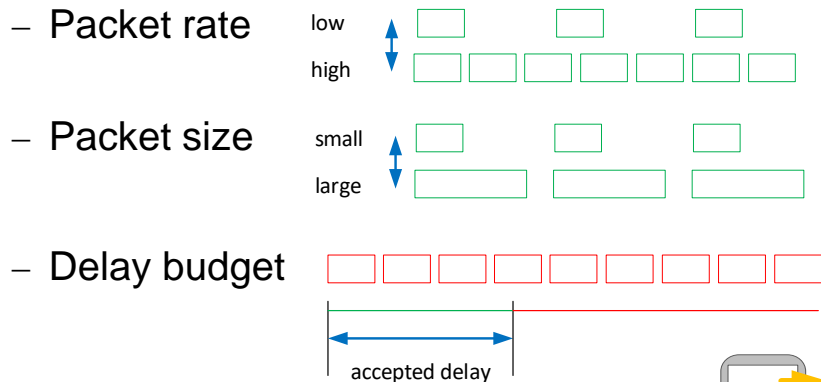 – Packet rate
low
high
– Packet size
small
large
– Delay budget
accepted delay